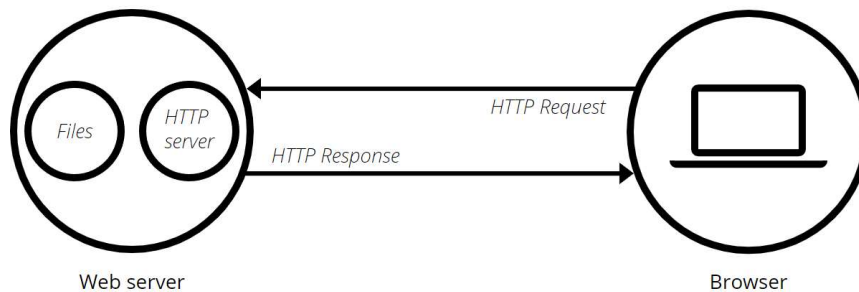 Files
HTTP
server
HTTP Request
HTTP Response
Web server
Browser